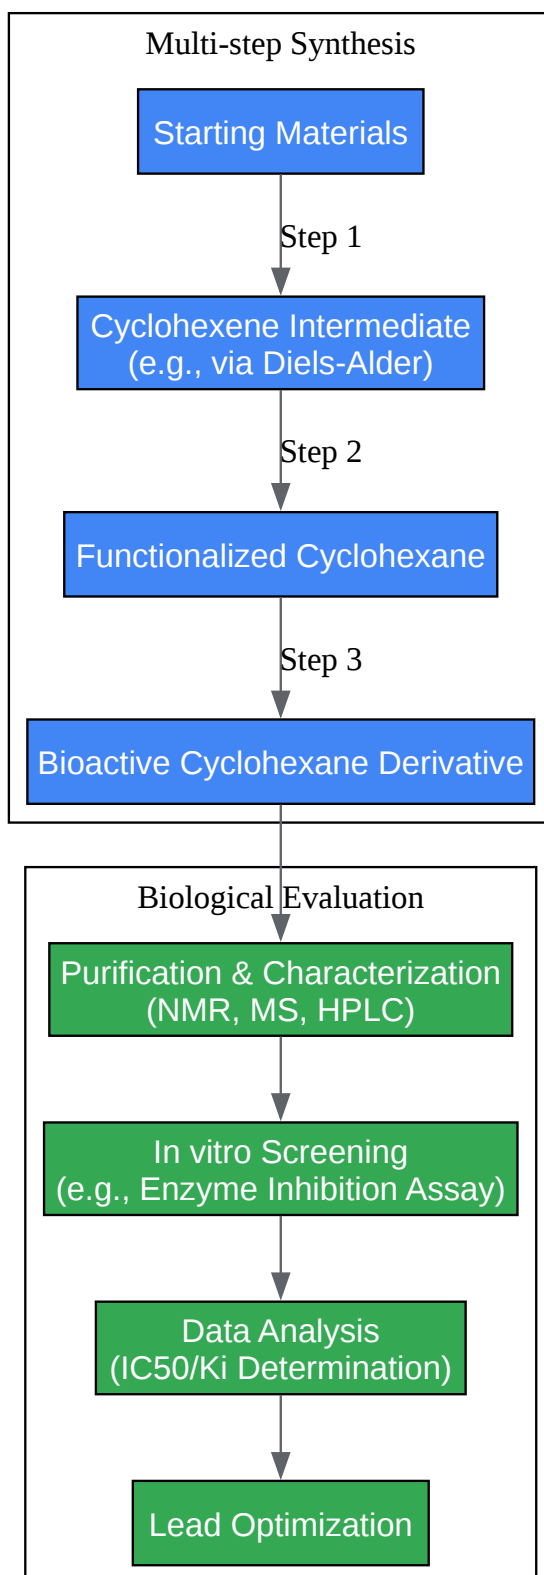 Multi-step Synthesis
Starting Materials
Step 1
Cyclohexene Intermediate
(e.g., via Diels-Alder)
Step 2
Functionalized Cyclohexane
Step 3
Bioactive Cyclohexane Derivative
Biological Evaluation
Purification & Characterization
(NMR, MS, HPLC)
In vitro Screening
(e.g., Enzyme Inhibition Assay)
Data Analysis
(IC50/Ki Determination)
Lead Optimization